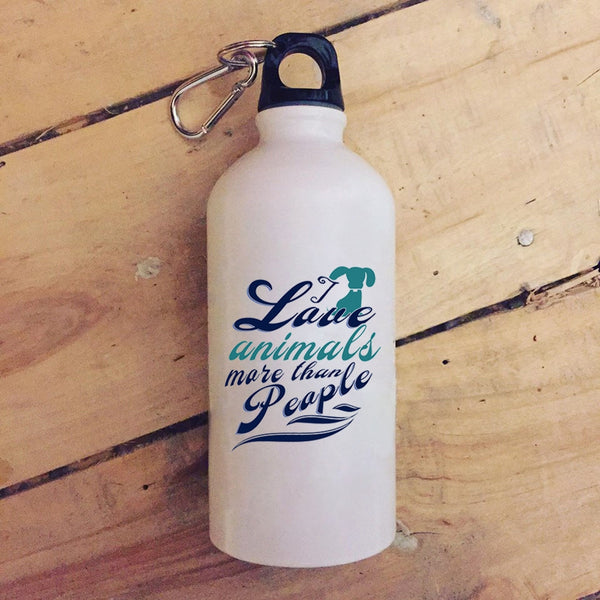 I
Love
animals
more than
People